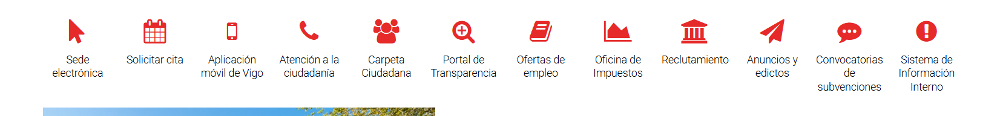 Sede
electrónica
Solicitar cita
Aplicación
móvil de Vigo
Atención a la
ciudadanía
Carpeta
Ciudadana
Portal de
Transparencia
Ofertas de
empleo
Oficina de
Impuestos
Reclutamiento
Anuncios y
edictos
Convocatorias
de
subvenciones
Sistema de
Información
Interno